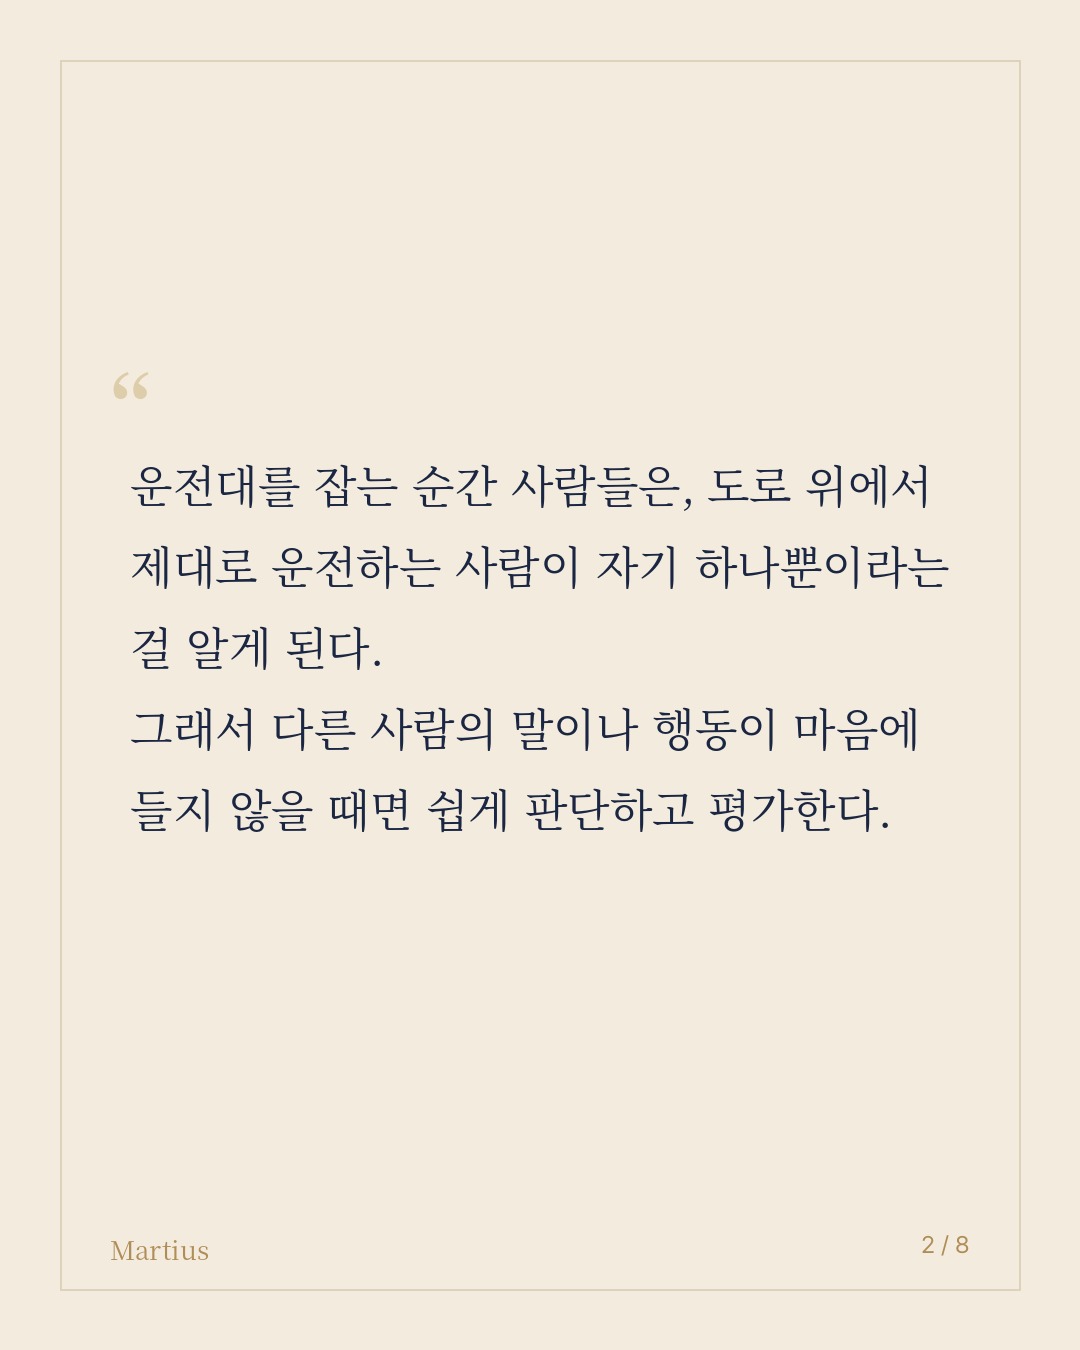 “
운전대를 잡는 순간 사람들은, 도로 위에서
제대로 운전하는 사람이 자기 하나뿐이라는
걸 알게 된다.
그래서 다른 사람의 말이나 행동이 마음에
들지 않을 때면 쉽게 판단하고 평가한다.
Martius
2 / 8